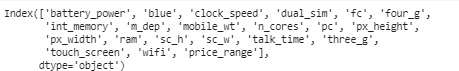 Index(['battery_power', 'blue', 'clock_speed', 'dual_sim', 'fc', 'four_g',
'int_memory', 'm_dep', 'mobile_wt', 'n_cores', 'pc', 'px_height',
'px_width', 'ram', 'sc_h', 'sc_w', 'talk_time', 'three_g',
'touch_screen', 'wifi', 'price_range'],
dtype='object')